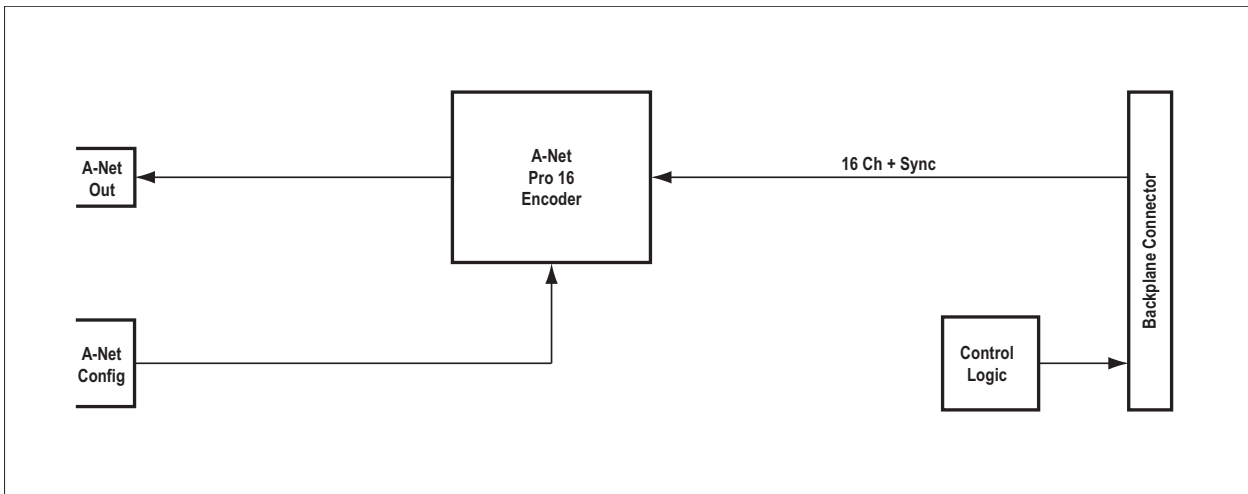 A-Net
Out
A-Net
Pro 16
Encoder
16 Ch + Sync
Backplane Connector
A-Net
Config
Control
Logic